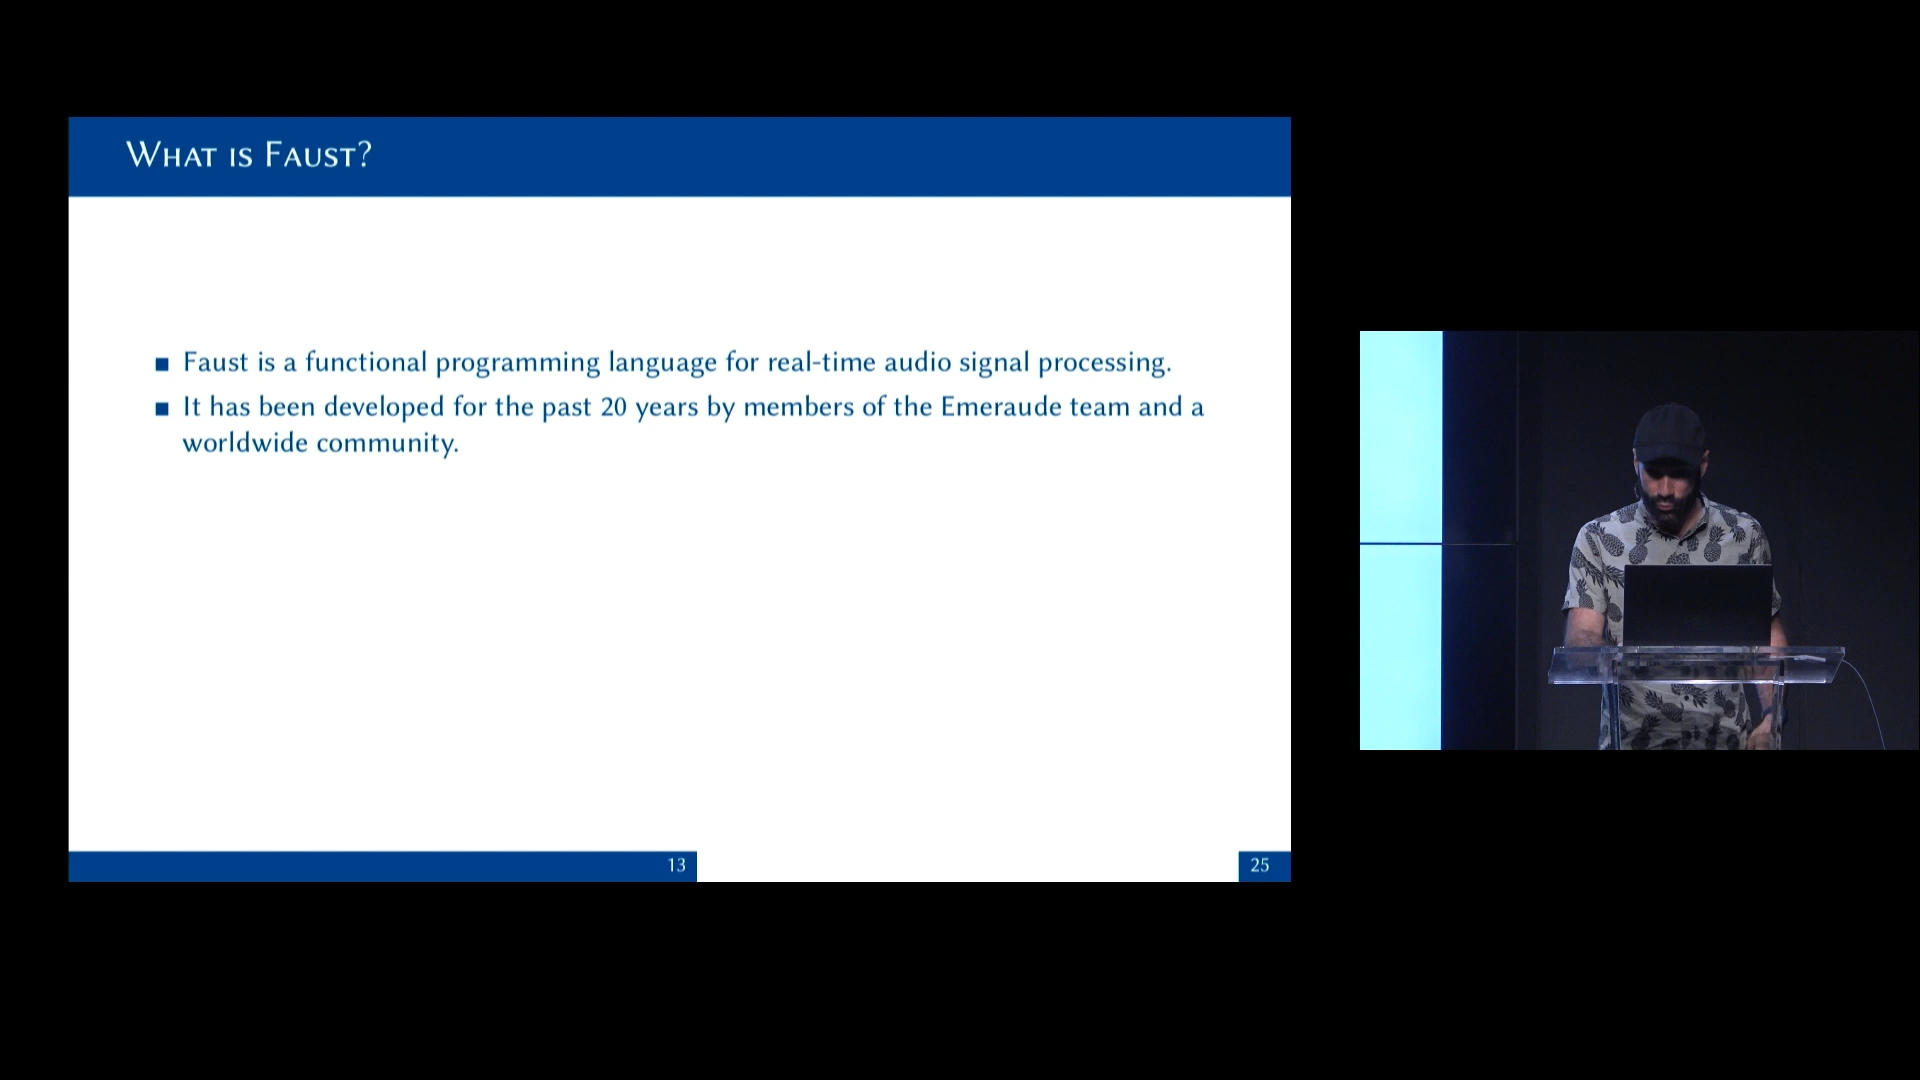 What is Faust?
■ Faust is a functional programming language for real-time audio signal processing.
■ It has been developed for the past 20 years by members of the Emeraude team and a
worldwide community.
13
25